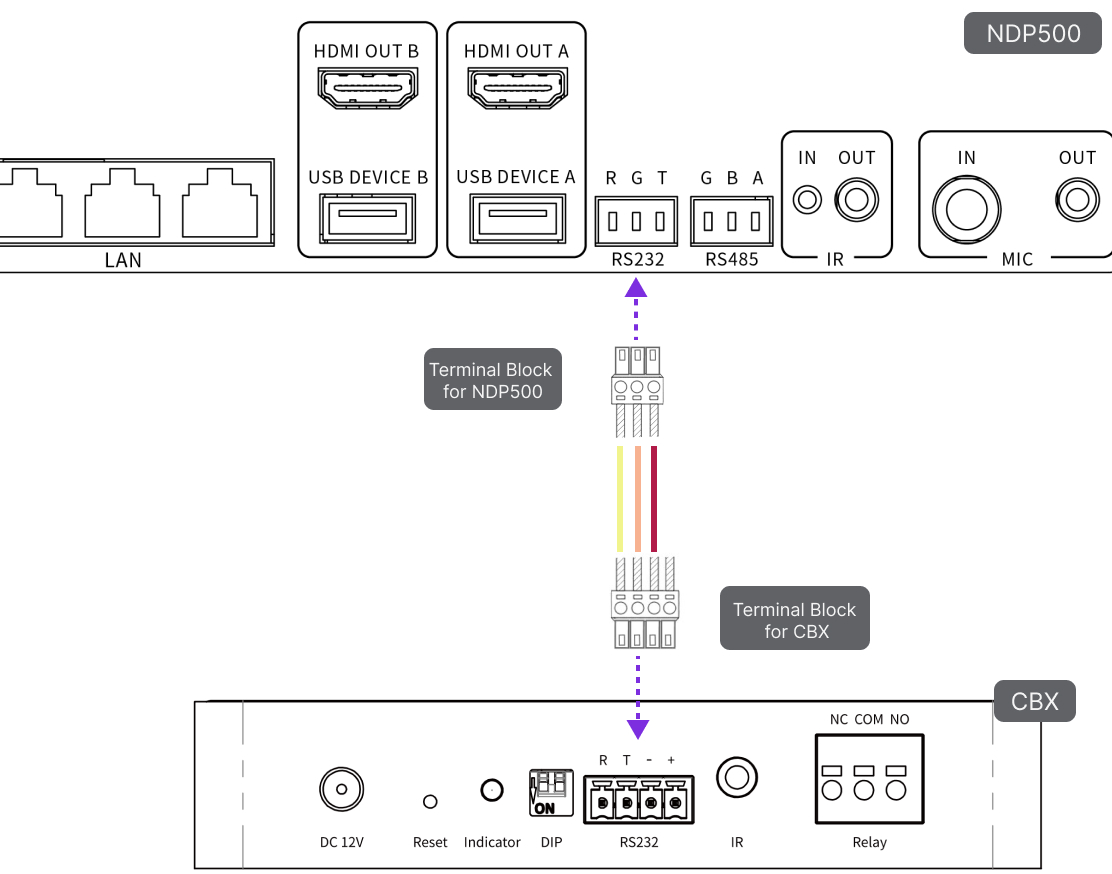 NDP500
HDMI OUT B
HDMI OUT A
USB DEVICE B
USB DEVICE A
R G T
G B A
IN OUT
IN OUT
LAN
RS232
RS485
IR
MIC
Terminal Block
for NDP500
Terminal Block
for CBX
CBX
NC COM NO
R T - +
ON
DC 12V
Reset
Indicator
DIP
RS232
IR
Relay